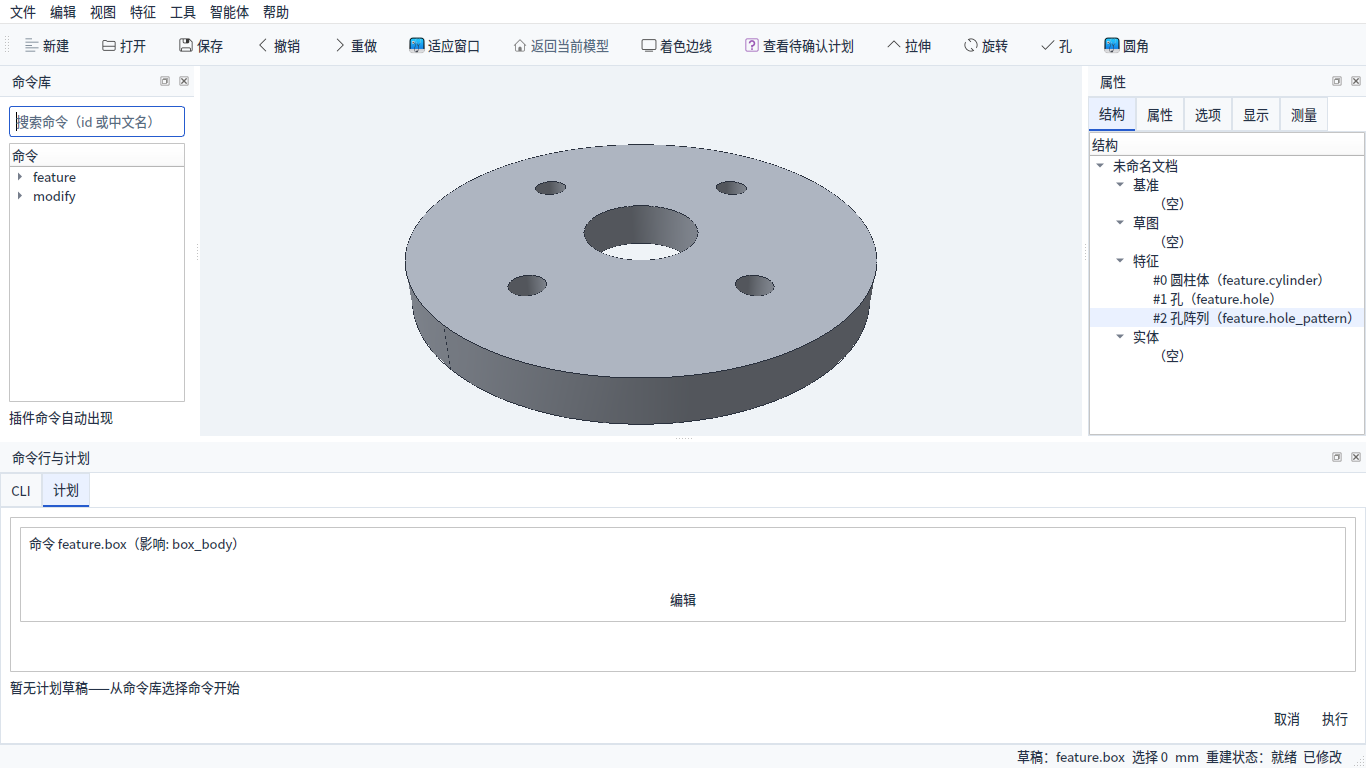 文件 编辑 视图 特征 工具 智能体 帮助
新建 打开 保存 撤销 重做 适应窗口 返回当前模型 着色边线 查看待确认计划 拉伸 旋转 孔 圆角
命令库
搜索命令（id 或中文名）
命令
feature
modify
插件命令自动出现
属性
结构 属性 选项 显示 测量
结构
未命名文档
基准
（空）
草图
（空）
特征
#0 圆柱体（feature.cylinder）
#1 孔（feature.hole）
#2 孔阵列（feature.hole_pattern）
实体
（空）
命令行与计划
CLI 计划
命令 feature.box（影响: box_body）
编辑
暂无计划草稿——从命令库选择命令开始
取消 执行
草稿：feature.box 选择 0 mm 重建状态：就绪 已修改